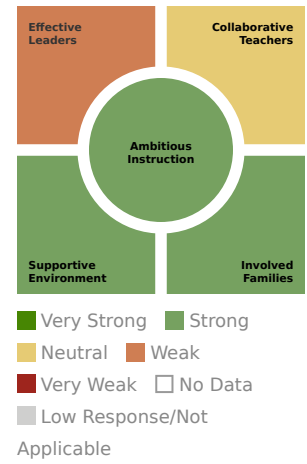 Effective
Leaders
Collaborative
Teachers
Ambitious
Instruction
Supportive
Environment
Involved
Families
Very Strong Strong
Neutral Weak
Very Weak No Data
Low Response/Not
Applicable